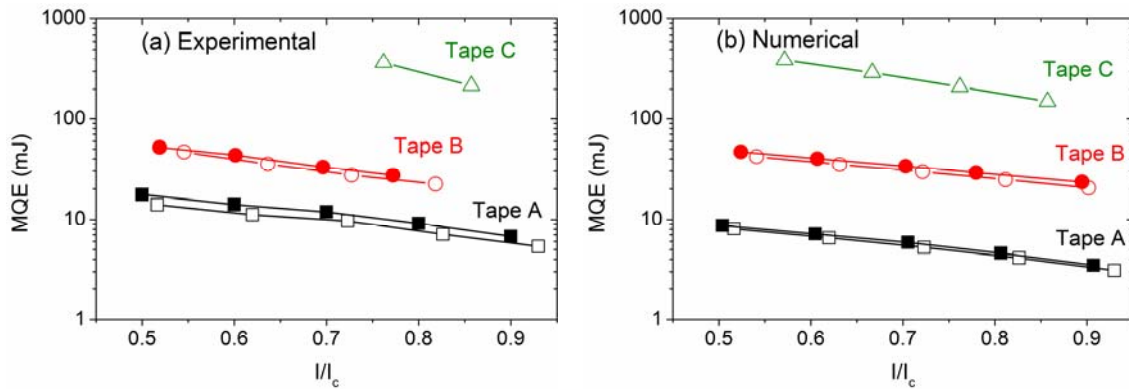 (a) Experimental
Tape C
Tape B
Tape A
MQE (mJ)
1000
100
10
1
0.5 0.6 0.7 0.8 0.9
I/Ic
(b) Numerical
Tape C
Tape B
Tape A
MQE (mJ)
1000
100
10
1
0.5 0.6 0.7 0.8 0.9
I/Ic